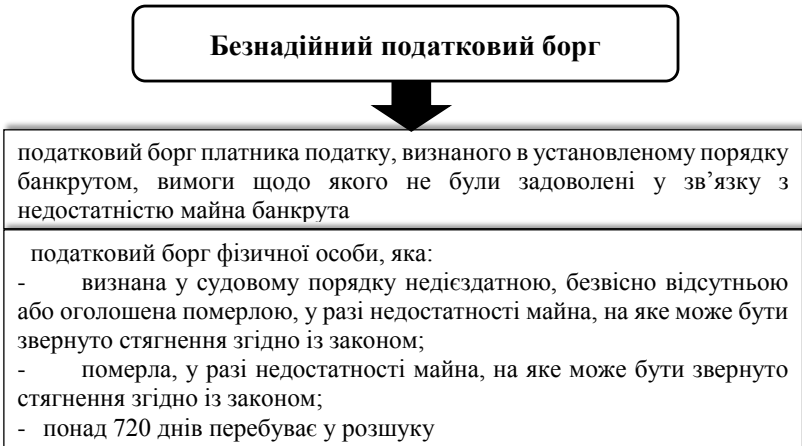 Безнадійний податковий борг
податковий борг платника податку, визнаного в установленому порядку
банкрутом, вимоги щодо якого не були задоволені у зв’язку з
недостатністю майна банкрута
податковий борг фізичної особи, яка:
- визнана у судовому порядку недієздатною, безвісно відсутньою
або оголошена померлою, у разі недостатності майна, на яке може бути
звернуто стягнення згідно із законом;
- померла, у разі недостатності майна, на яке може бути звернуто
стягнення згідно із законом;
- понад 720 днів перебуває у розшуку